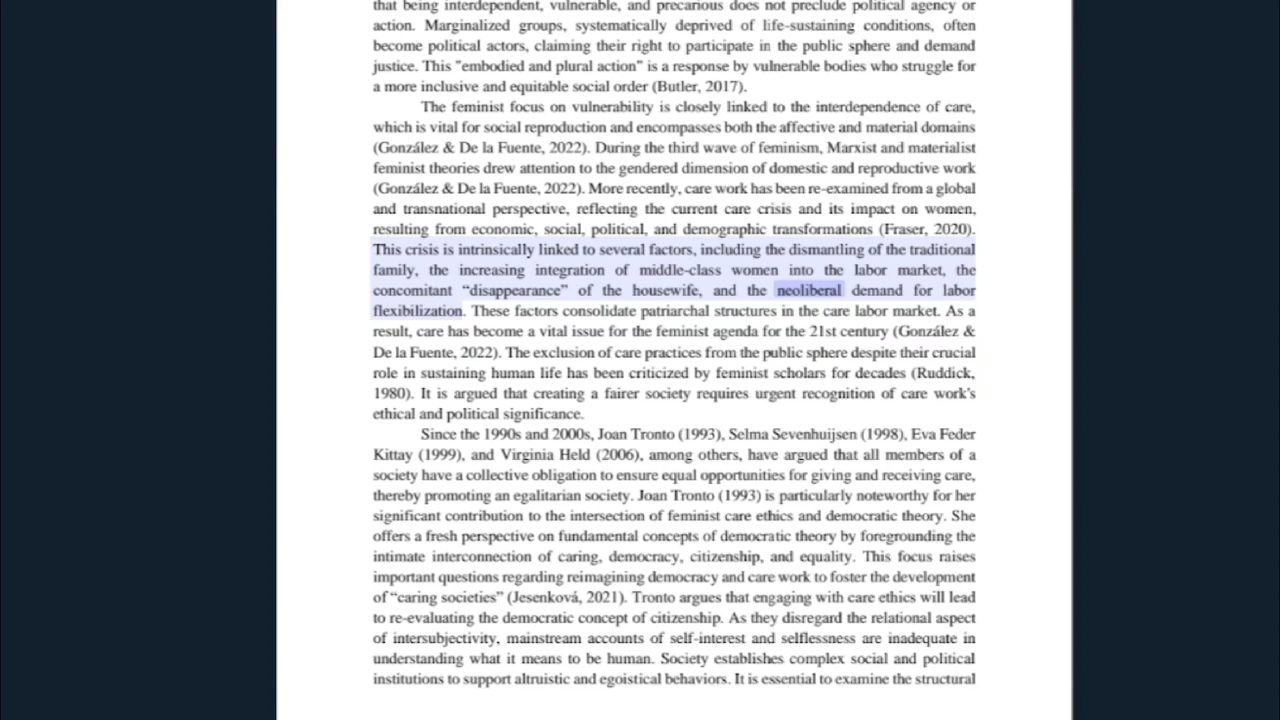 that being interdependent, vulnerable, and precarious does not preclude political agency or
action. Marginalized groups, systematically deprived of life-sustaining conditions, often
become political actors, claiming their right to participate in the public sphere and demand
justice. This "embodied and plural action" is a response by vulnerable bodies who struggle for
a more inclusive and equitable social order (Butler, 2017).
The feminist focus on vulnerability is closely linked to the interdependence of care,
which is vital for social reproduction and encompasses both the affective and material domains
(González & De la Fuente, 2022). During the third wave of feminism, Marxist and materialist
feminist theories drew attention to the gendered dimension of domestic and reproductive work
(González & De la Fuente, 2022). More recently, care work has been re-examined from a global
and transnational perspective, reflecting the current care crisis and its impact on women,
resulting from economic, social, political, and demographic transformations (Fraser, 2020).
This crisis is intrinsically linked to several factors, including the dismantling of the traditional
family, the increasing integration of middle-class women into the labor market, the
concomitant “disappearance” of the housewife, and the neoliberal demand for labor
flexibilization. These factors consolidate patriarchal structures in the care labor market. As a
result, care has become a vital issue for the feminist agenda for the 21st century (González &
De la Fuente, 2022). The exclusion of care practices from the public sphere despite their crucial
role in sustaining human life has been criticized by feminist scholars for decades (Ruddick,
1980). It is argued that creating a fairer society requires urgent recognition of care work's
ethical and political significance.
Since the 1990s and 2000s, Joan Tronto (1993), Selma Sevenhuijsen (1998), Eva Feder
Kittay (1999), and Virginia Held (2006), among others, have argued that all members of a
society have a collective obligation to ensure equal opportunities for giving and receiving care,
thereby promoting an egalitarian society. Joan Tronto (1993) is particularly noteworthy for her
significant contribution to the intersection of feminist care ethics and democratic theory. She
offers a fresh perspective on fundamental concepts of democratic theory by foregrounding the
intimate interconnection of caring, democracy, citizenship, and equality. This focus raises
important questions regarding reimagining democracy and care work to foster the development
of “caring societies” (Jesenková, 2021). Tronto argues that engaging with care ethics will lead
to re-evaluating the democratic concept of citizenship. As they disregard the relational aspect
of intersubjectivity, mainstream accounts of self-interest and selflessness are inadequate in
understanding what it means to be human. Society establishes complex social and political
institutions to support altruistic and egoistical behaviors. It is essential to examine the structural